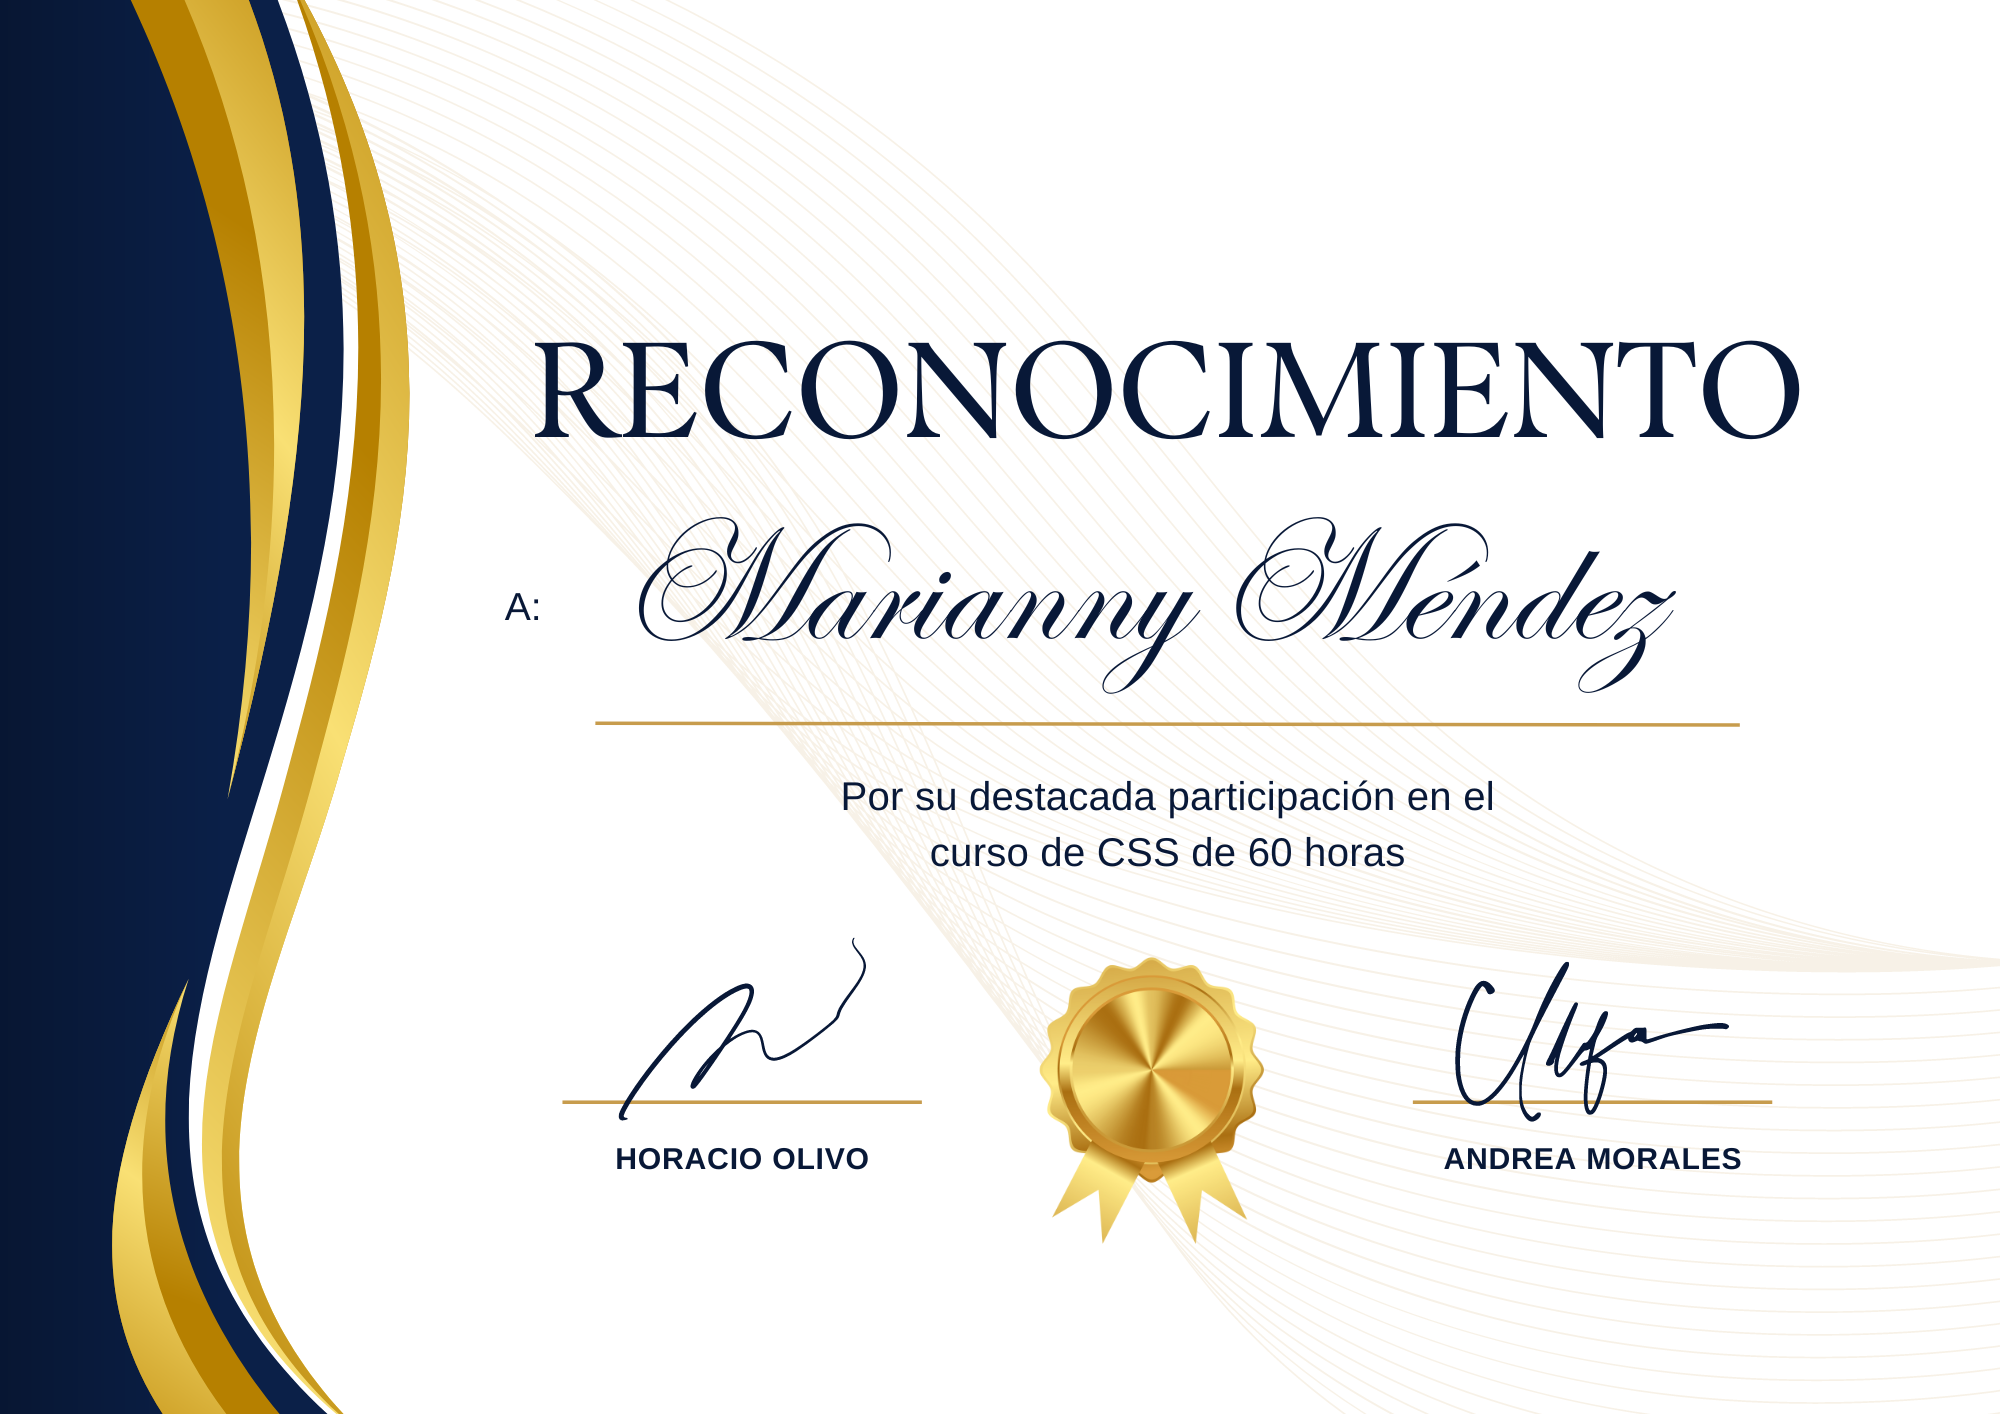 RECONOCIMIENTO
A: Marianny Méndez
Por su destacada participación en el
curso de CSS de 60 horas
HORACIO OLIVO
ANDREA MORALES